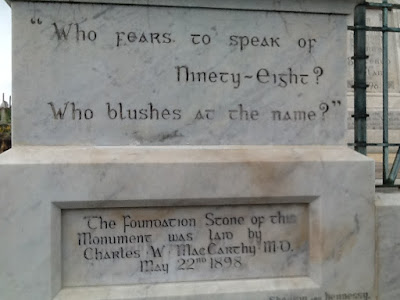 “Who fears to speak of
Ninety-Eight?
Who blushes at the name?”
The Foundation Stone of this
Monument was laid by
Charles W. MacCarthy M.D.
May 22nd 1898
Hennessy